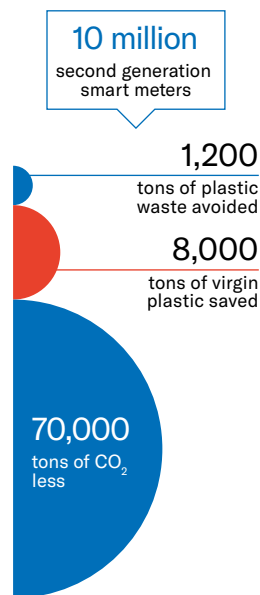 10 million
second generation
smart meters
1,200
tons of plastic
waste avoided
8,000
tons of virgin
plastic saved
70,000
tons of CO₂
less